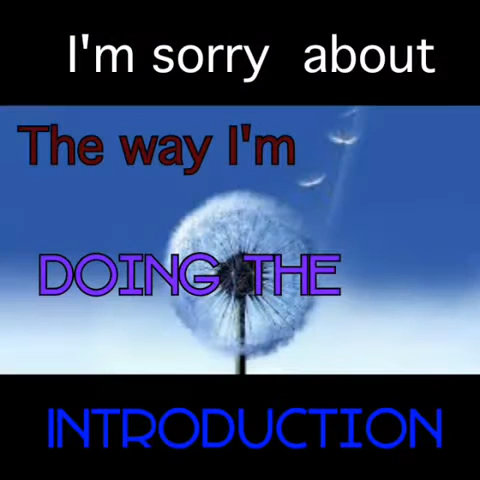 I'm sorry  about
The way I'm
DOING THE
INTRODUCTION